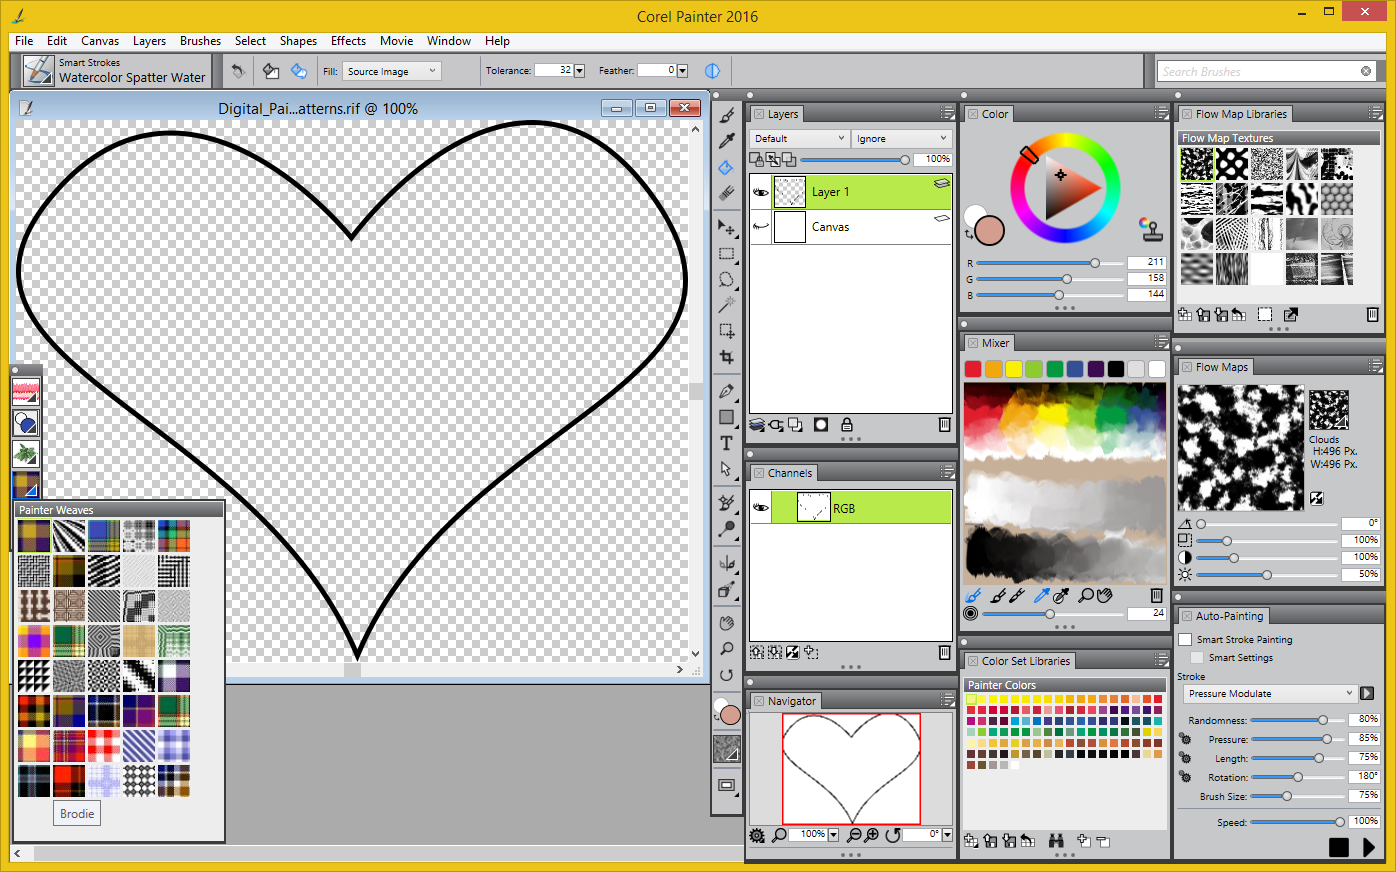 Corel Painter 2016
File Edit Canvas Layers Brushes Select Shapes Effects Movie Window Help
Smart Strokes
Watercolor Spatter Water
Fill: Source Image
Tolerance: 32
Feather: 0
Search Brushes
Digital_Pai...atterns.rif @ 100%
Painter Weaves
Brodie
T
Layers
Default
Ignore
100%
Layer 1
Canvas
Channels
RGB
Navigator
100%
0°
Color
R 211
G 158
B 144
Mixer
24
Color Set Libraries
Painter Colors
Flow Map Libraries
Flow Map Textures
Flow Maps
Clouds
H:496 Px.
W:496 Px.
0°
100%
100%
50%
Auto-Painting
Smart Stroke Painting
Smart Settings
Stroke
Pressure Modulate
Randomness: 80%
Pressure: 85%
Length: 75%
Rotation: 180°
Brush Size: 75%
Speed: 100%